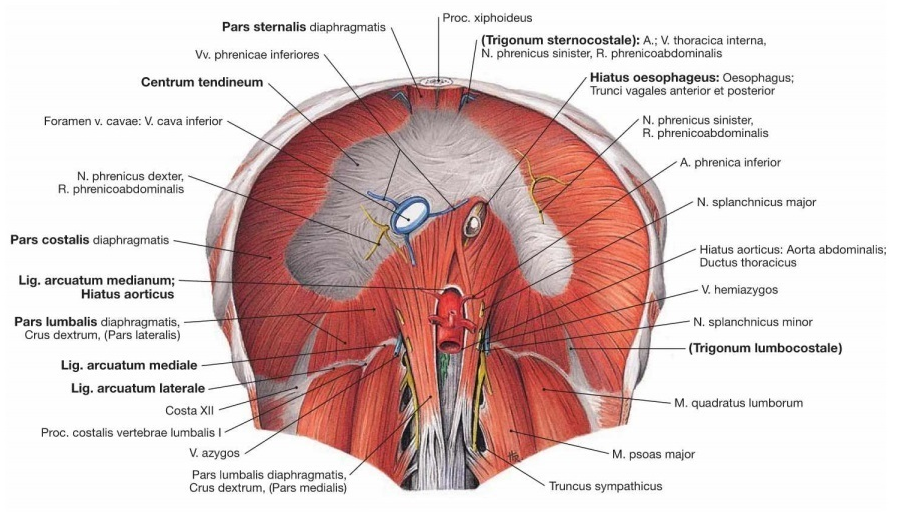 Proc. xiphoideus
Pars sternalis diaphragmatis
Vv. phrenicae inferiores
Centrum tendineum
Foramen v. cavae: V. cava inferior
N. phrenicus dexter,
R. phrenicoabdominalis
Pars costalis diaphragmatis
Lig. arcuatum medianum;
Hiatus aorticus
Pars lumbalis diaphragmatis,
Crus dextrum, (Pars lateralis)
Lig. arcuatum mediale
Lig. arcuatum laterale
Costa XII
Proc. costalis vertebrae lumbalis I
V. azygos
Pars lumbalis diaphragmatis,
Crus dextrum, (Pars medialis)
(Trigonum sternocostale): A.; V. thoracica interna,
N. phrenicus sinister, R. phrenicoabdominalis
Hiatus oesophageus: Oesophagus;
Trunci vagales anterior et posterior
N. phrenicus sinister,
R. phrenicoabdominalis
A. phrenica inferior
N. splanchnicus major
Hiatus aorticus: Aorta abdominalis;
Ductus thoracicus
V. hemiazygos
N. splanchnicus minor
(Trigonum lumbocostale)
M. quadratus lumborum
M. psoas major
Truncus sympathicus